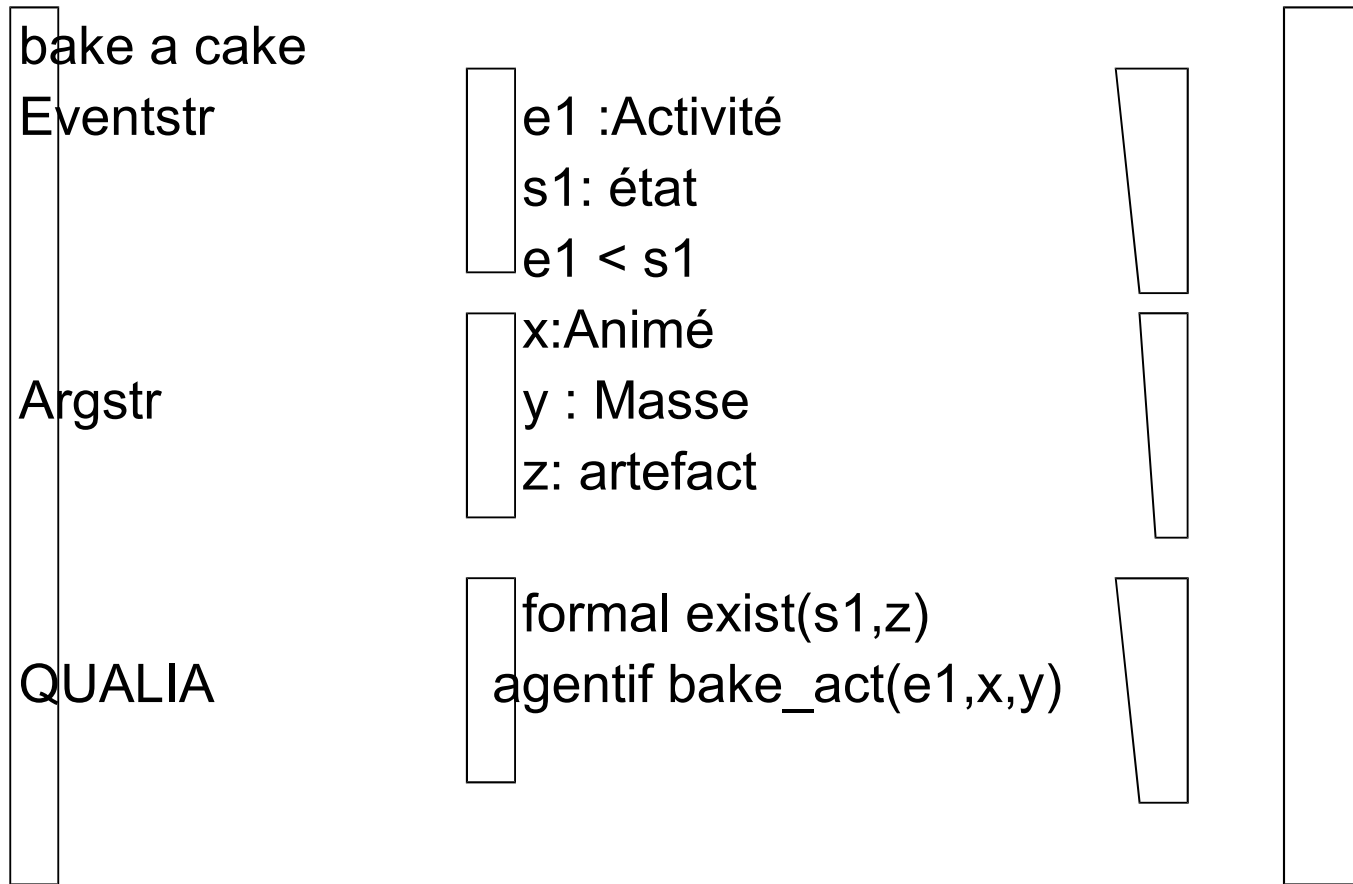 bake a cake
Eventstr e1 :Activité
s1: état
e1 < s1
x:Animé
Argstr y : Masse
z: artefact
formal exist(s1,z)
QUALIA agentif bake_act(e1,x,y)